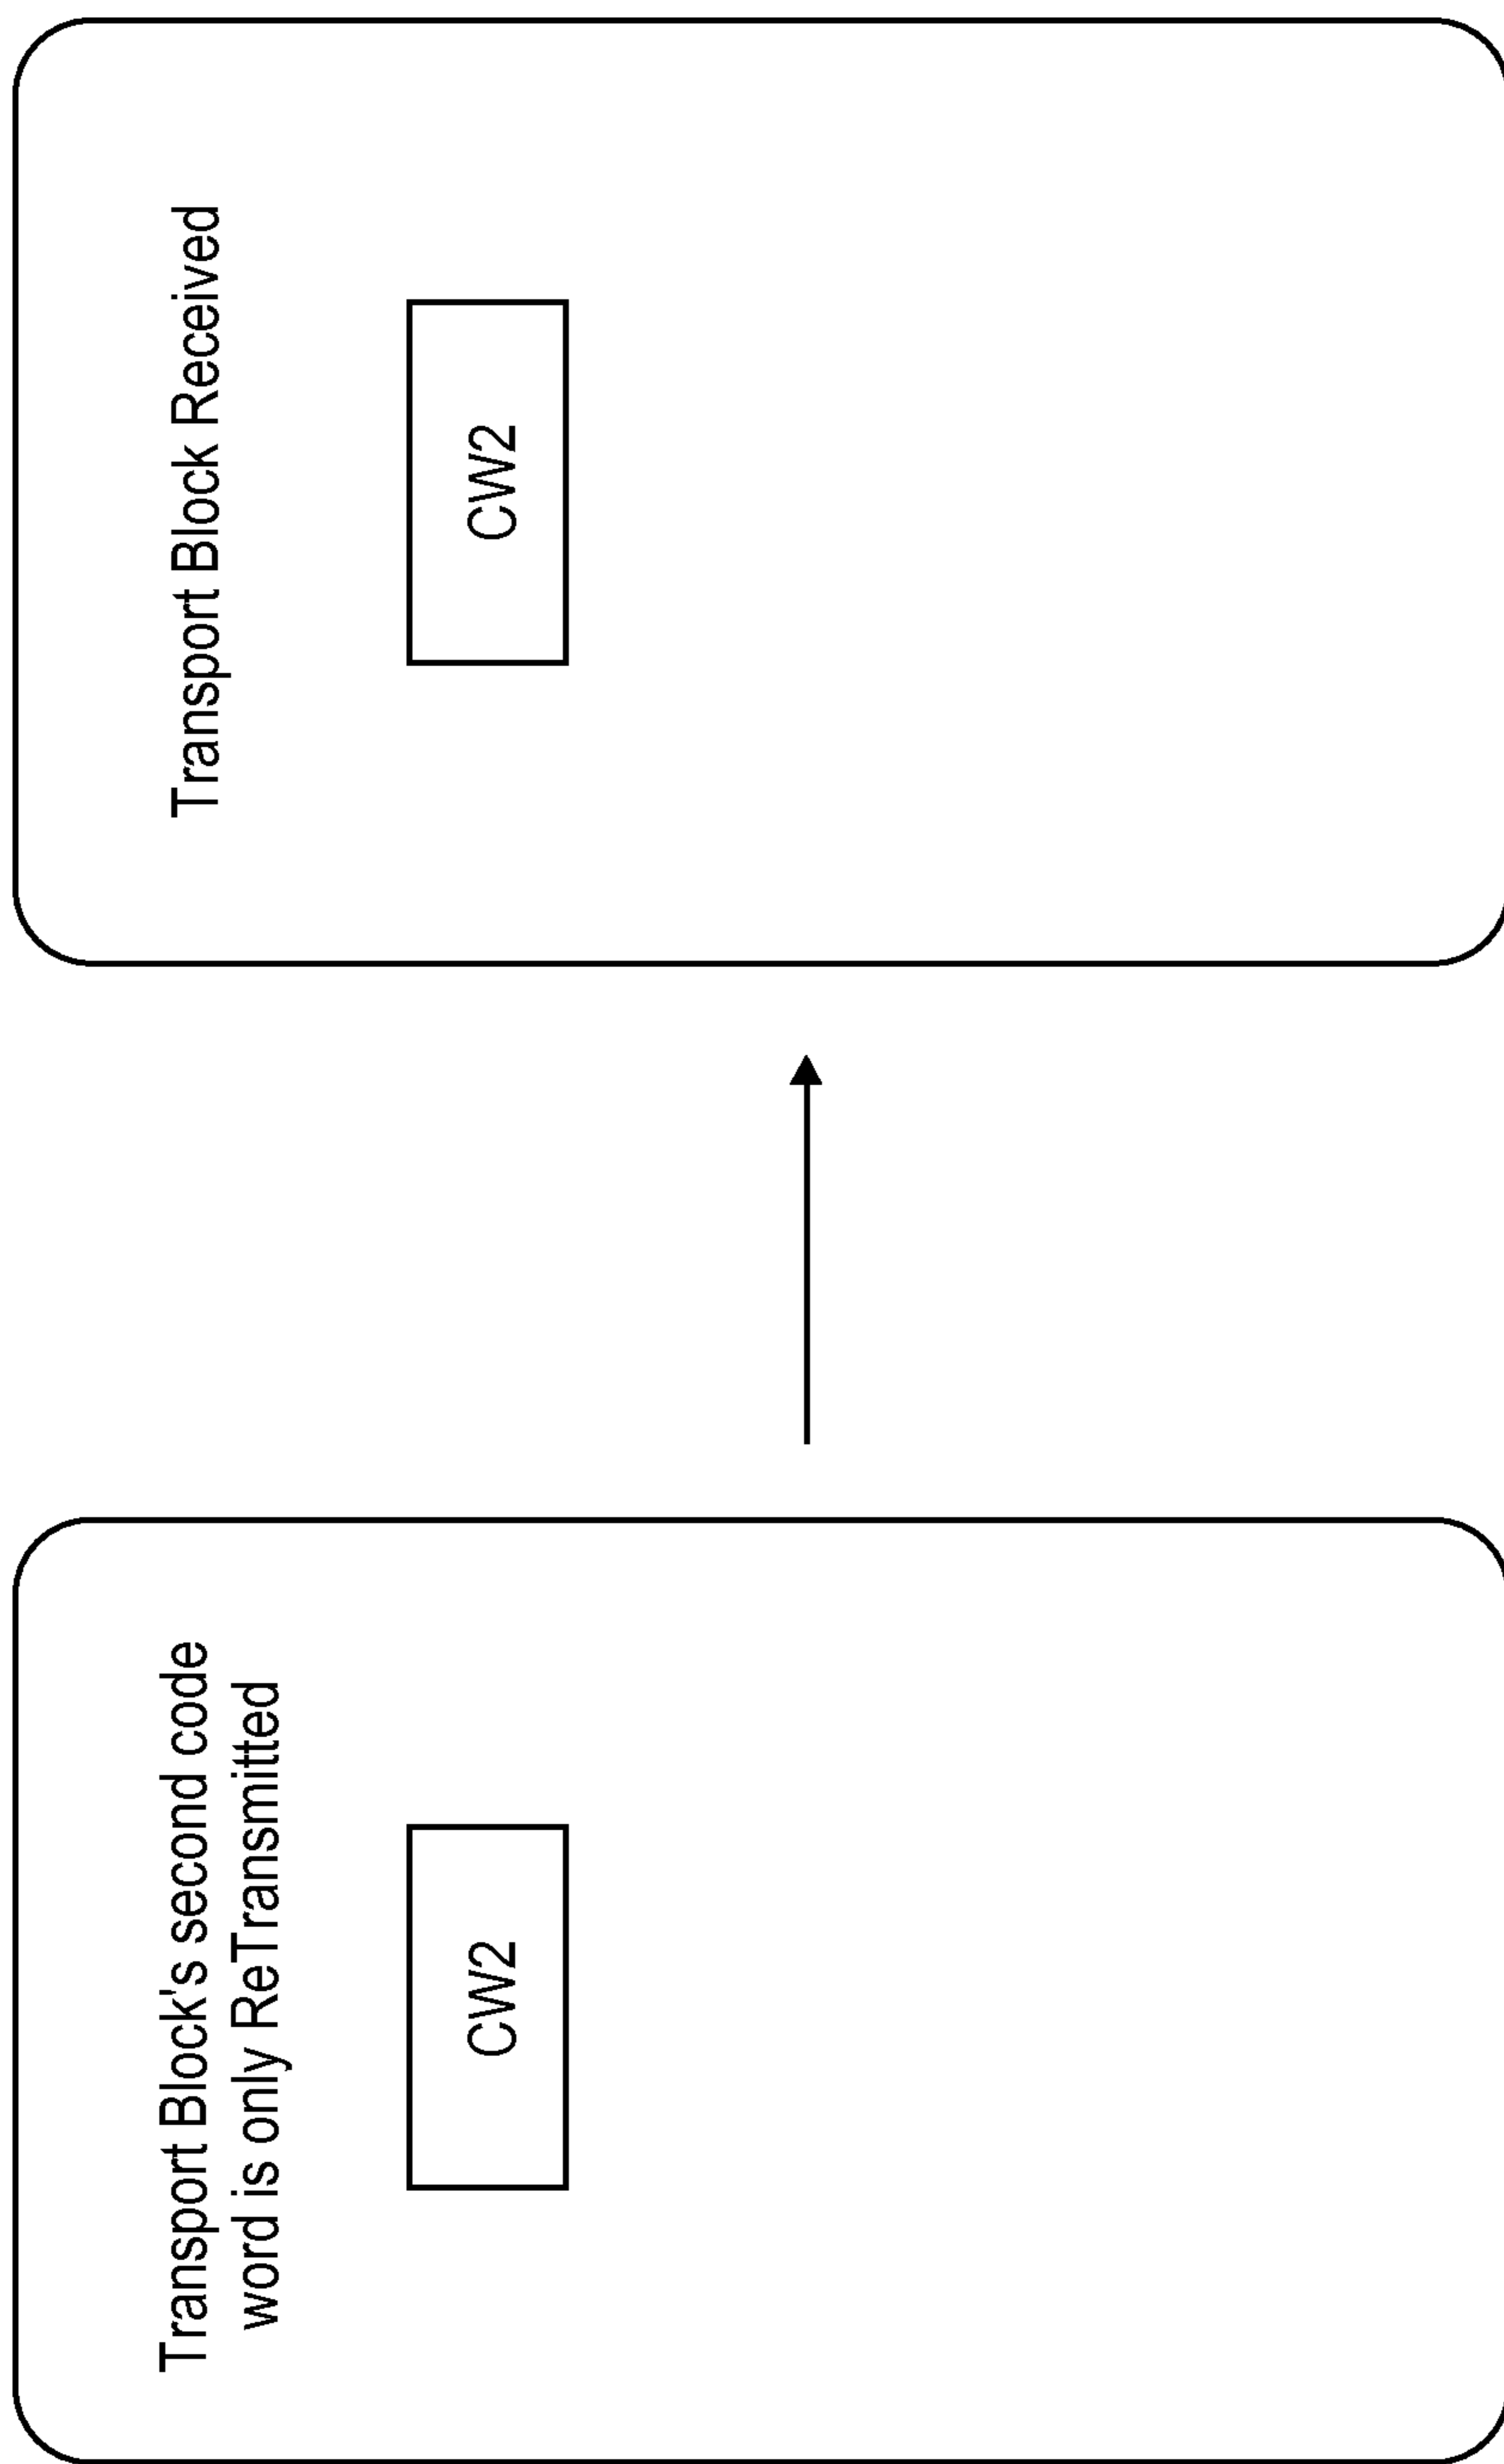 Transport Block's second code
word is only ReTransmitted
CW2
Transport Block Received
CW2